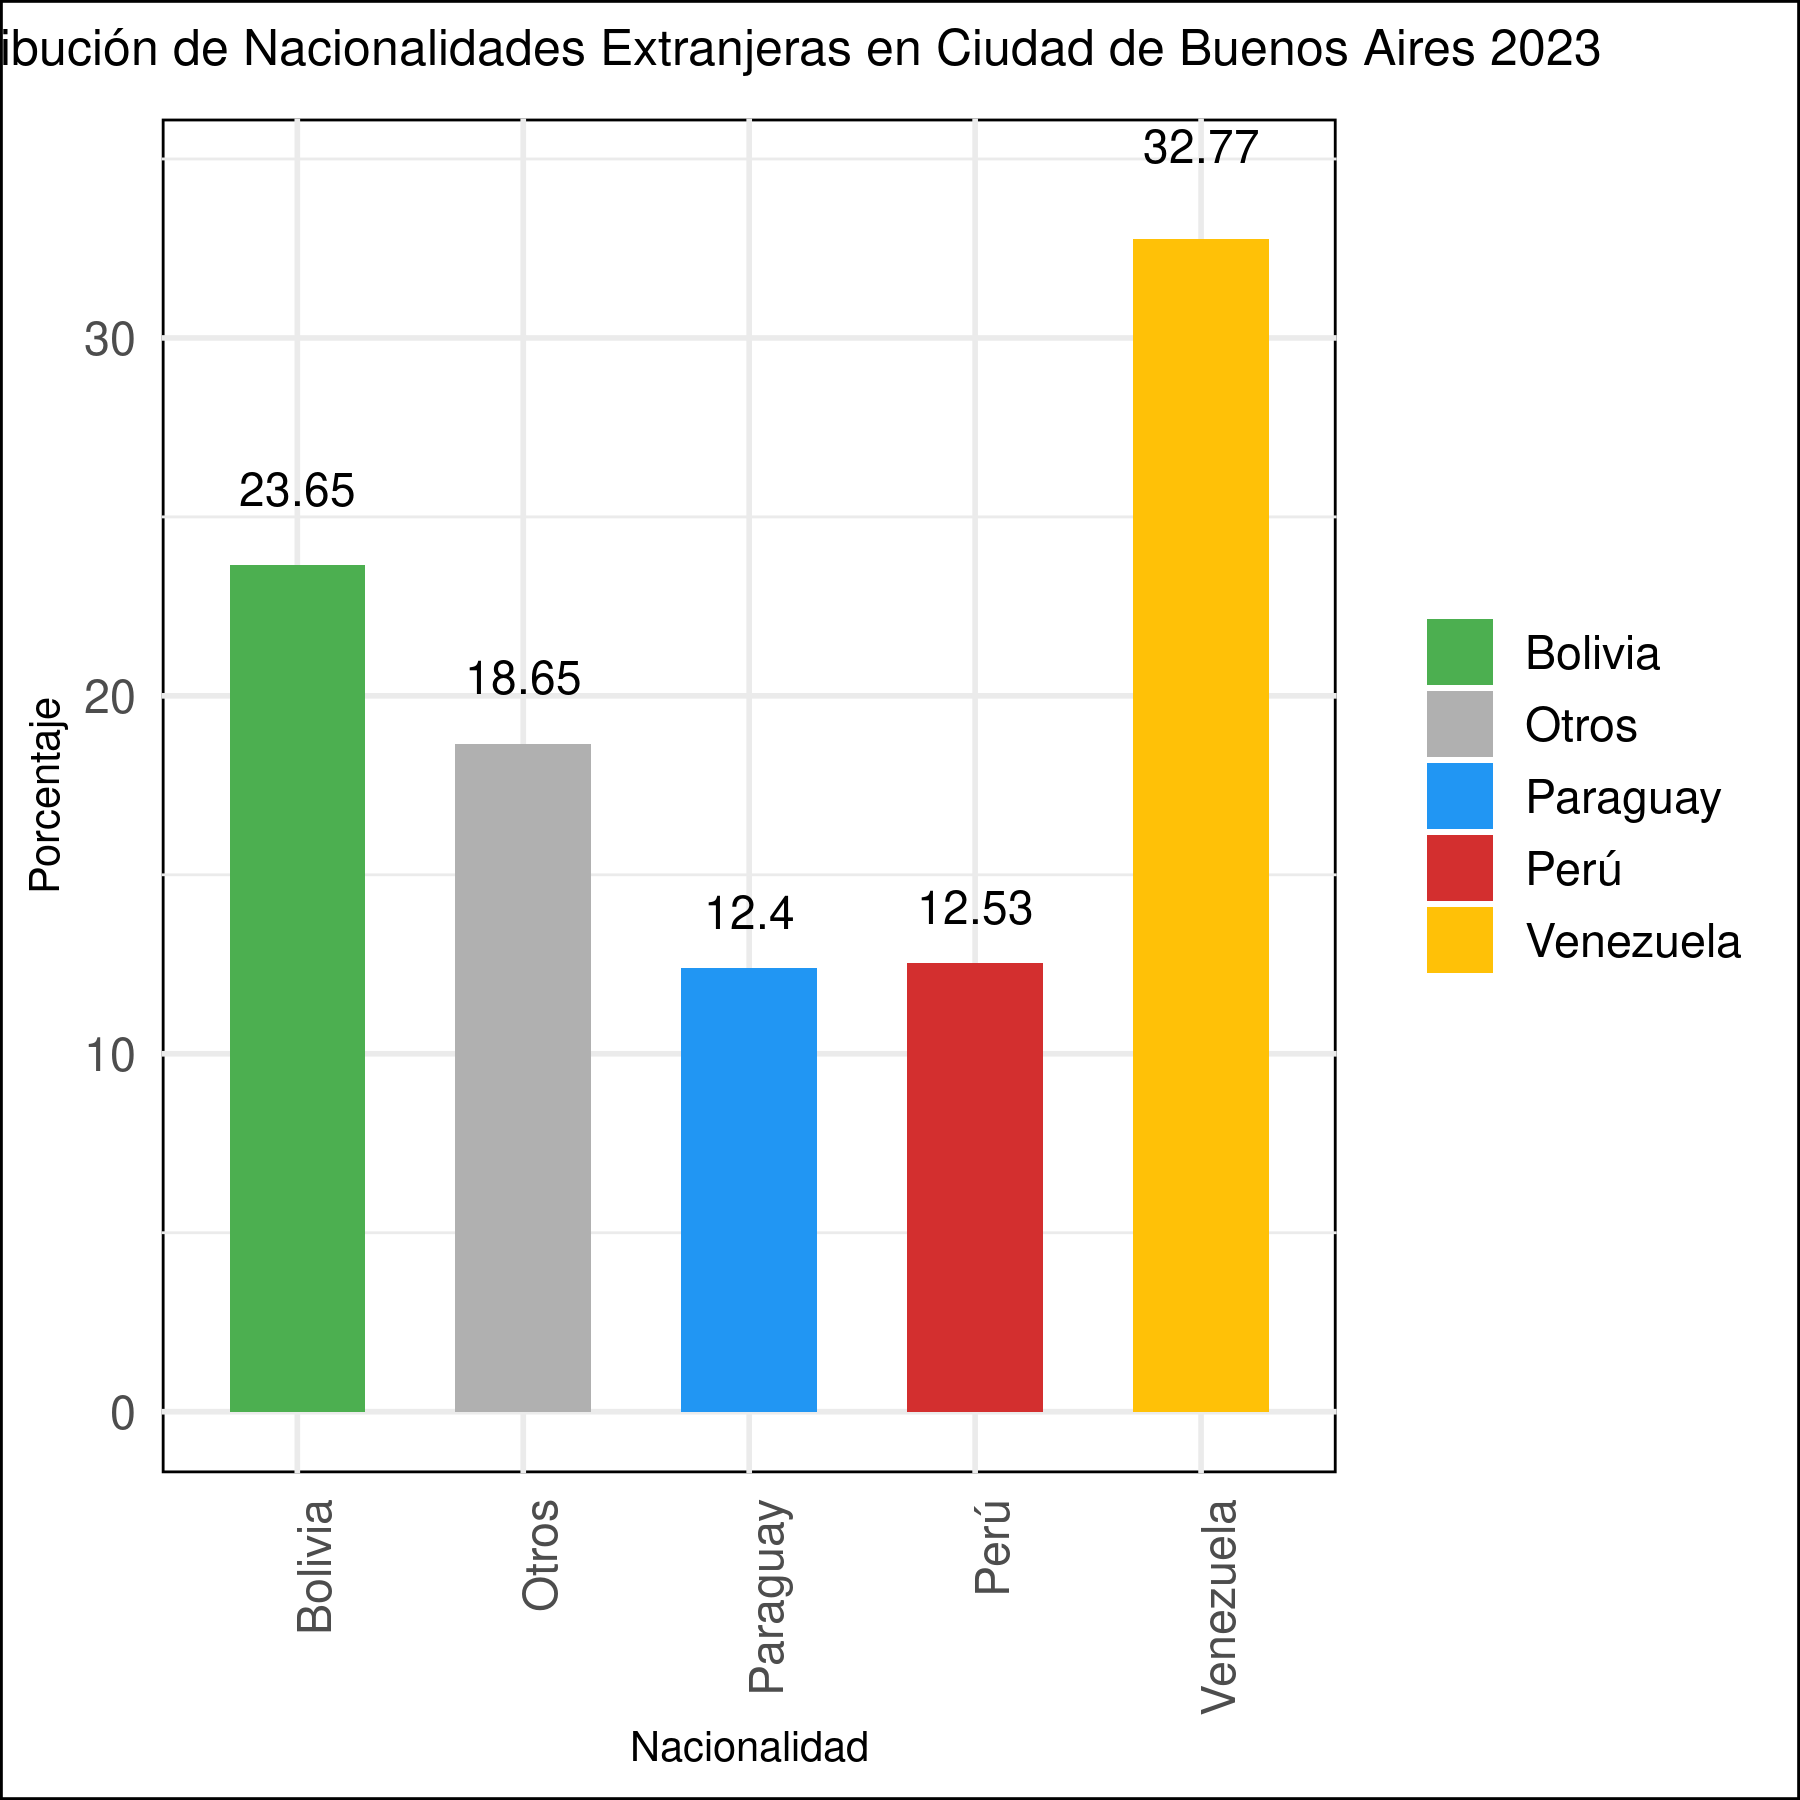 ibución de Nacionalidades Extranjeras en Ciudad de Buenos Aires 2023
32.77
23.65
18.65
12.4
12.53
30
20
10
0
Porcentaje
Bolivia
Otros
Paraguay
Perú
Venezuela
Nacionalidad
Bolivia
Otros
Paraguay
Perú
Venezuela